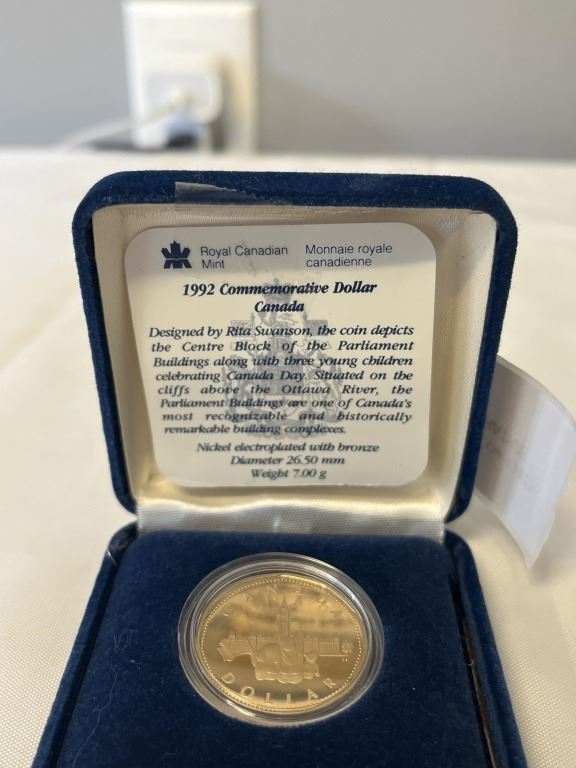 Royal Canadian Monnaie royale
Mint canadienne
1992 Commemorative Dollar
Canada
Designed by Rita Swanson, the coin depicts
the Centre Block of the Parliament
Buildings along with three young children
celebrating Canada Day. Situated on the
cliffs above the Ottawa River, the
Parliament Buildings are one of Canada's
most recognizable and historically
remarkable building complexes.
Nickel electroplated with bronze
Diameter 26.50 mm
Weight 7.00 g
CANADA
DOLLAR